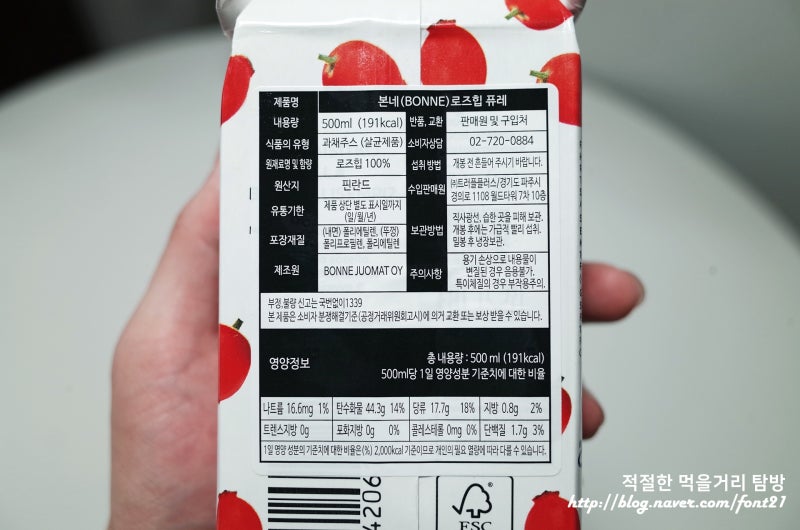 제품명 본네(BONNE)로즈힙 퓨레
내용량 500ml (191kcal) 반품, 교환 판매원 및 구입처
식품의 유형 과채주스 (살균제품) 소비자상담 02-720-0884
원재료명 및 함량 로즈힙 100% 섭취 방법 개봉 전 흔들어 주시기 바랍니다.
원산지 핀란드 수입판매원 ㈜트러플플러스/경기도 파주시
경의로 1108 월드타워 7차 10층
유통기한 제품 상단 별도 표시일까지
(일/월/년)
포장재질 (내면) 폴리에틸렌, (뚜껑)
폴리프로필렌, 폴리에틸렌
보관방법 직사광선, 습한 곳을 피해 보관.
개봉 후에는 가급적 빨리 섭취.
밀봉 후 냉장보관.
제조원 BONNE JUOMAT OY 주의사항 용기 손상으로 내용물이
변질된 경우 음용불가.
특이체질의 경우 부작용주의.
부정,불량 신고는 국번없이1339
본 제품은 소비자 분쟁해결기준(공정거래위원회고시)에 의거 교환 또는 보상 받을 수 있습니다.
영양정보 총 내용량 : 500 ml (191kcal)
500ml당 1일 영양성분 기준치에 대한 비율
나트륨 16.6mg 1% 탄수화물 44.3g 14% 당류 17.7g 18% 지방 0.8g 2%
트랜스지방 0g 포화지방 0g 0% 콜레스테롤 0mg 0% 단백질 1.7g 3%
1일 영양 성분의 기준치에 대한 비율은(%) 2,000kcal 기준이므로 개인의 필요 열량에 따라 다를 수 있습니다.
4206
FSC
적절한 먹을거리 탐방
http://blog.naver.com/font21